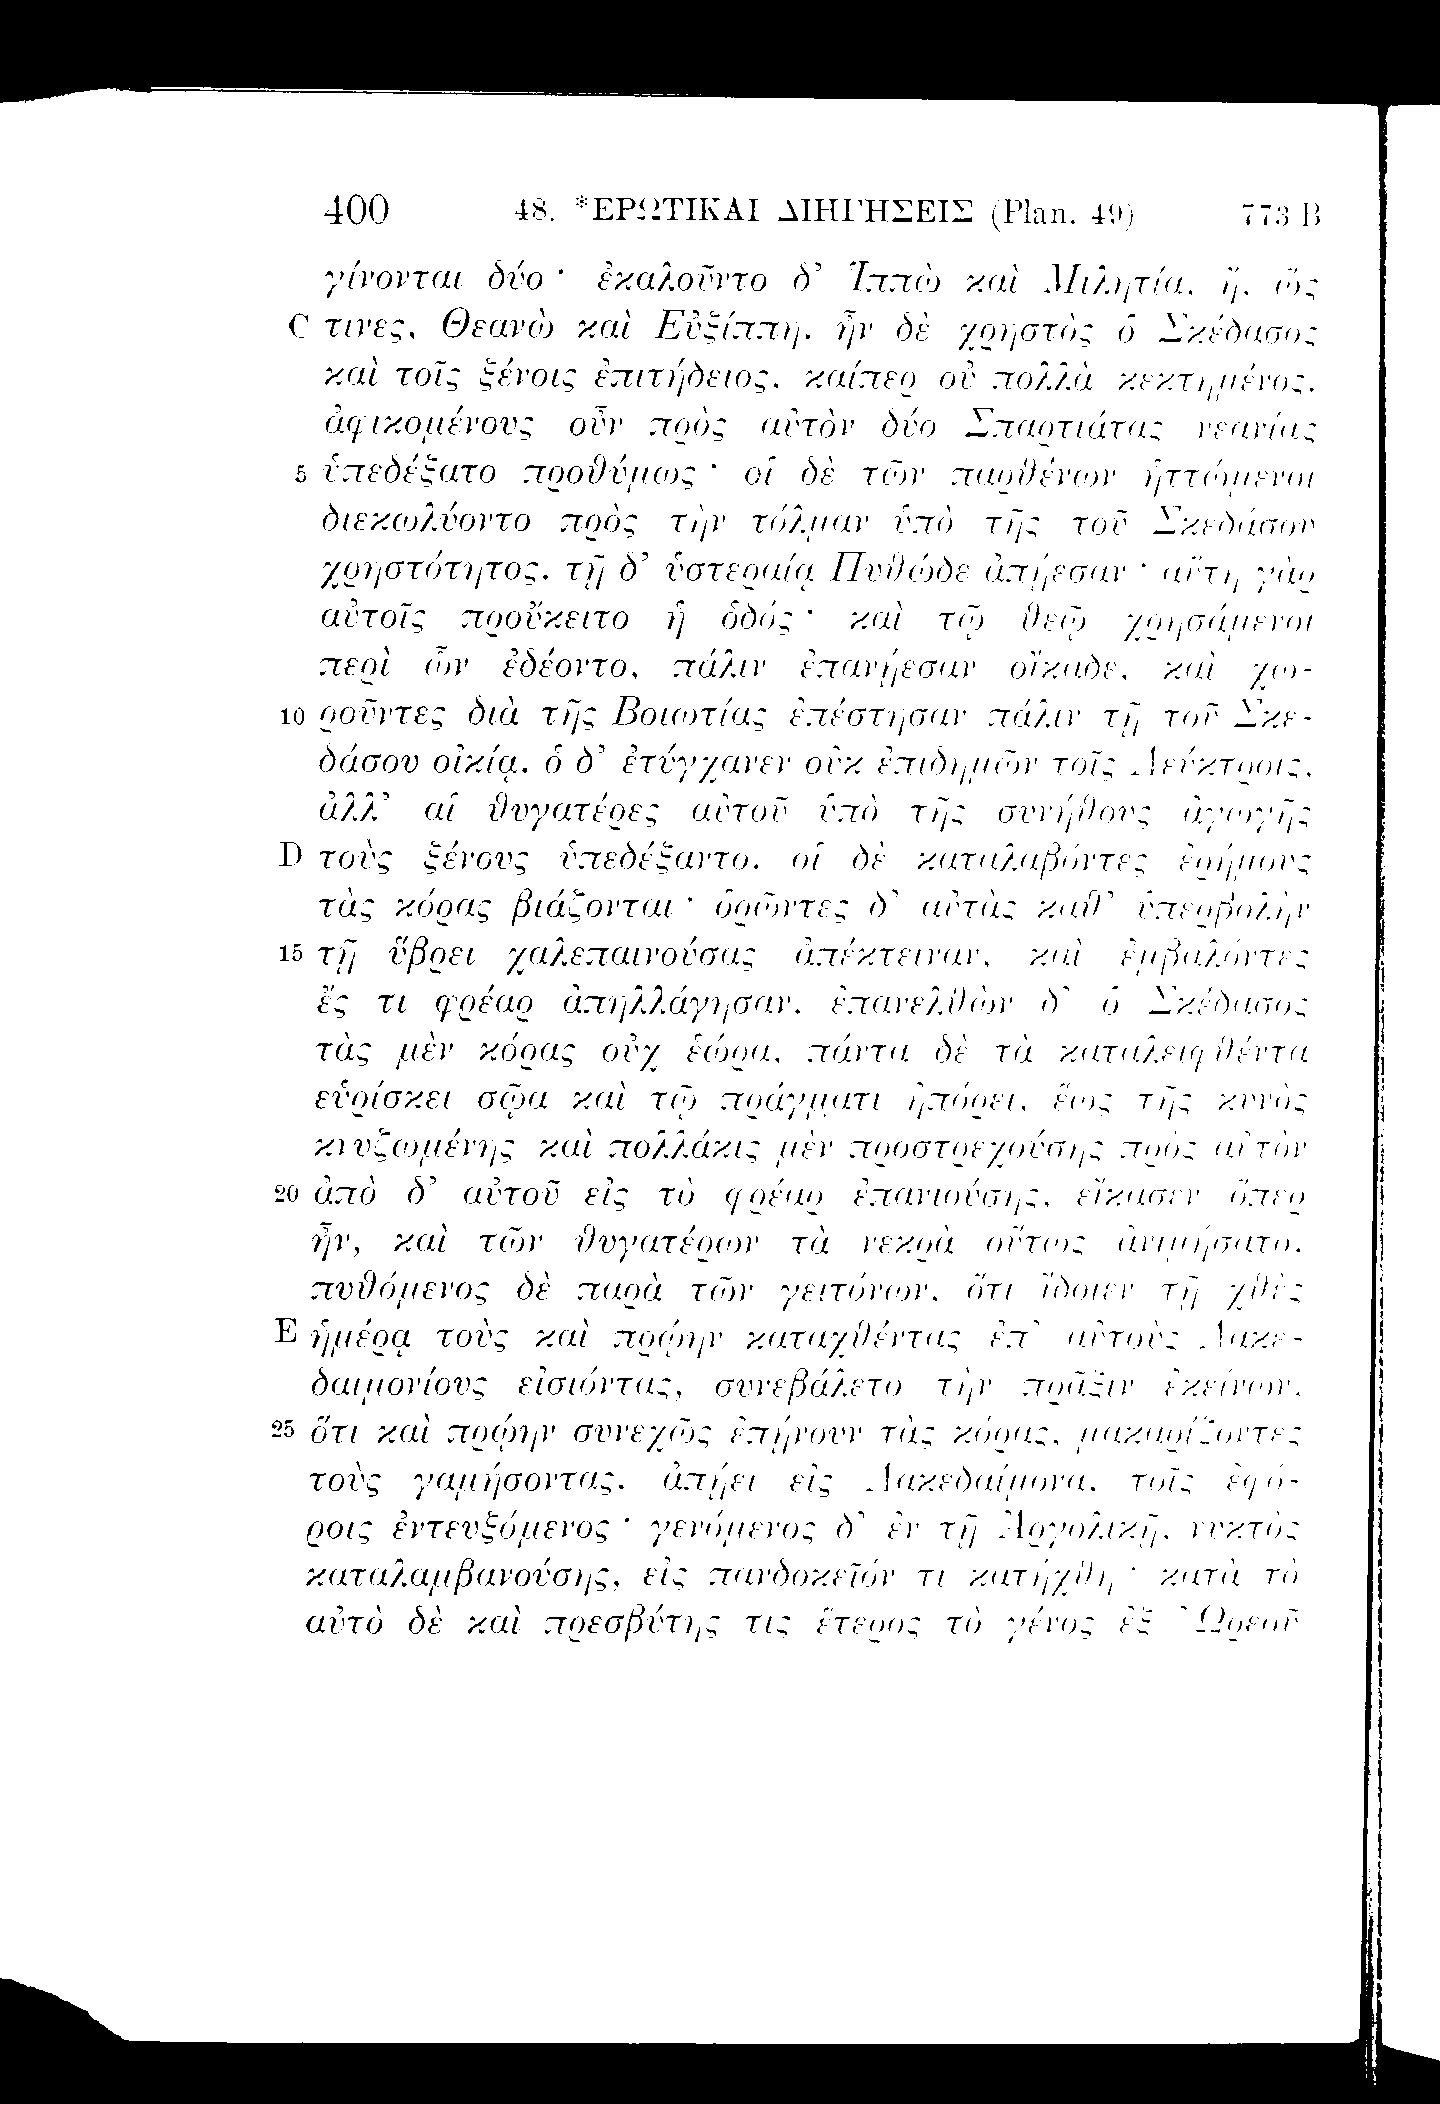 400 48. *ΕΡΩΤΙΚΑΙ ΔΙΗΓΗΣΕΙΣ (Plan. 49) 773 B
γίνονται δύο · ἐκαλοῦντο δ’ Ἱππὼ καὶ Μιλητία, ἤ, ὥς
C τινες, Θεανὼ καὶ Εὐξίππη. ἦν δὲ χρηστὸς ὁ Σκέδασος
καὶ τοῖς ξένοις ἐπιτήδειος, καίπερ οὐ πολλὰ κεκτημένος.
ἀφικομένους οὖν πρὸς αὐτὸν δύο Σπαρτιάτας νεανίας
5 ὑπεδέξατο προθύμως · οἱ δὲ τῶν παρθένων ἡττώμενοι
διεκωλύοντο πρὸς τὴν τόλμαν ὑπὸ τῆς τοῦ Σκεδάσου
χρηστότητος. τῇ δ’ ὑστεραίᾳ Πυθώδε ἀπῄεσαν · αὕτη γὰρ
αὐτοῖς προὔκειτο ἡ ὁδός · καὶ τῷ θεῷ χρησάμενοι
περὶ ὧν ἐδέοντο, πάλιν ἐπανῄεσαν οἴκαδε, καὶ χω-
10 ροῦντες διὰ τῆς Βοιωτίας ἐπέστησαν πάλιν τῇ τοῦ Σκε-
δάσου οἰκίᾳ. ὁ δ’ ἐτύγχανεν οὐκ ἐπιδημῶν τοῖς Λεύκτροις,
ἀλλ’ αἱ θυγατέρες αὐτοῦ ὑπὸ τῆς συνήθους ἀγωγῆς
D τοὺς ξένους ὑπεδέξαντο. οἱ δὲ καταλαβόντες ἐρήμους
τὰς κόρας βιάζονται · ὁρῶντες δ’ αὐτὰς καθ’ ὑπερβολὴν
15 τῇ ὕβρει χαλεπαινούσας ἀπέκτειναν, καὶ ἐμβαλόντες
ἔς τι φρέαρ ἀπηλλάγησαν. ἐπανελθὼν δ’ ὁ Σκέδασος
τὰς μὲν κόρας οὐχ ἑώρα, πάντα δὲ τὰ καταλειφθέντα
εὑρίσκει σῷα καὶ τῷ πράγματι ἠπόρει, ἕως τῆς κυνὸς
κνυζωμένης καὶ πολλάκις μὲν προστρεχούσης πρὸς αὐτὸν
20 ἀπὸ δ’ αὐτοῦ εἰς τὸ φρέαρ ἐπανιούσης, εἴκασεν ὅπερ
ἦν, καὶ τῶν θυγατέρων τὰ νεκρὰ οὕτως ἀνιμήσατο.
πυθόμενος δὲ παρὰ τῶν γειτόνων, ὅτι ἴδοιεν τῇ χθὲς
E ἡμέρᾳ τοὺς καὶ πρῴην καταχθέντας ἐπ’ αὐτοὺς Λακε-
δαιμονίους εἰσιόντας, συνεβάλετο τὴν πρᾶξιν ἐκείνων,
25 ὅτι καὶ πρῴην συνεχῶς ἐπῄνουν τὰς κόρας, μακαρίζοντες
τοὺς γαμήσοντας. ἀπῄει εἰς Λακεδαίμονα, τοῖς ἐφό-
ροις ἐντευξόμενος · γενόμενος δ’ ἐν τῇ Ἀργολικῇ, νυκτὸς
καταλαμβανούσης, εἰς πανδοκεῖόν τι κατήχθη · κατὰ τὸ
αὐτὸ δὲ καὶ πρεσβύτης τις ἕτερος τὸ γένος ἐξ Ὠρεοῦ